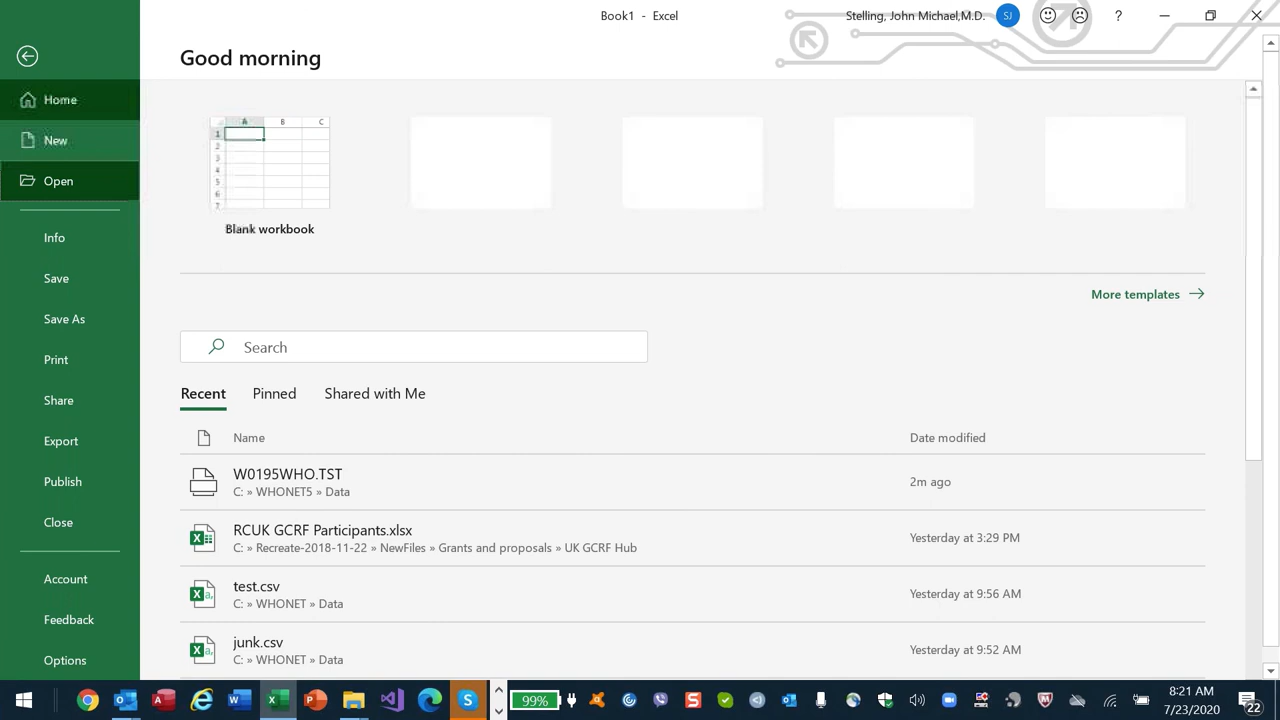 Book1 - Excel
Stelling, John Michael,M.D.
SJ
?
Good morning
Home
New
Open
Info
Save
Save As
Print
Share
Export
Publish
Close
Account
Feedback
Options
A B C
1
2
3
4
5
6
7
Blank workbook
More templates
Search
Recent Pinned Shared with Me
Name Date modified
W0195WHO.TST
C: » WHONET5 » Data
2m ago
RCUK GCRF Participants.xlsx
C: » Recreate-2018-11-22 » NewFiles » Grants and proposals » UK GCRF Hub
Yesterday at 3:29 PM
test.csv
C: » WHONET » Data
Yesterday at 9:56 AM
junk.csv
C: » WHONET » Data
Yesterday at 9:52 AM
99%
8:21 AM
7/23/2020
22